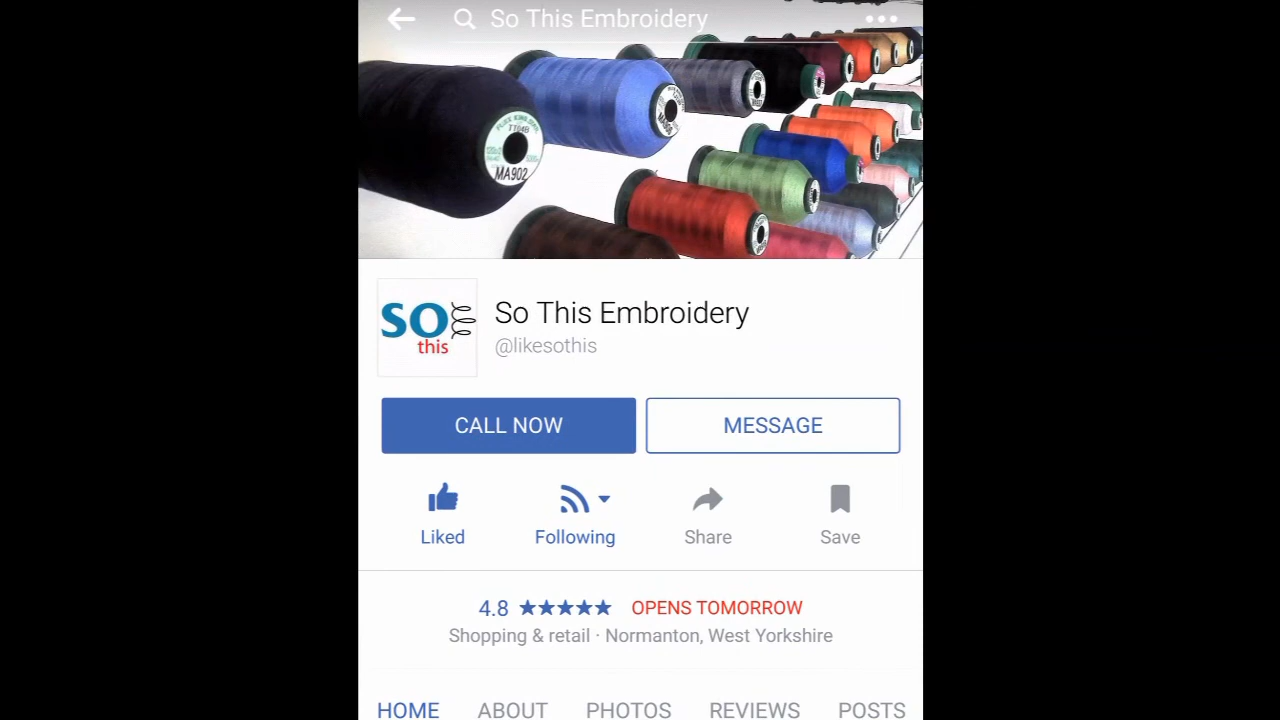 So This Embroidery
MA902
SO
this
So This Embroidery
@likesothis
CALL NOW
MESSAGE
Liked
Following
Share
Save
4.8 ★★★★★ OPENS TOMORROW
Shopping & retail · Normanton, West Yorkshire
HOME ABOUT PHOTOS REVIEWS POSTS